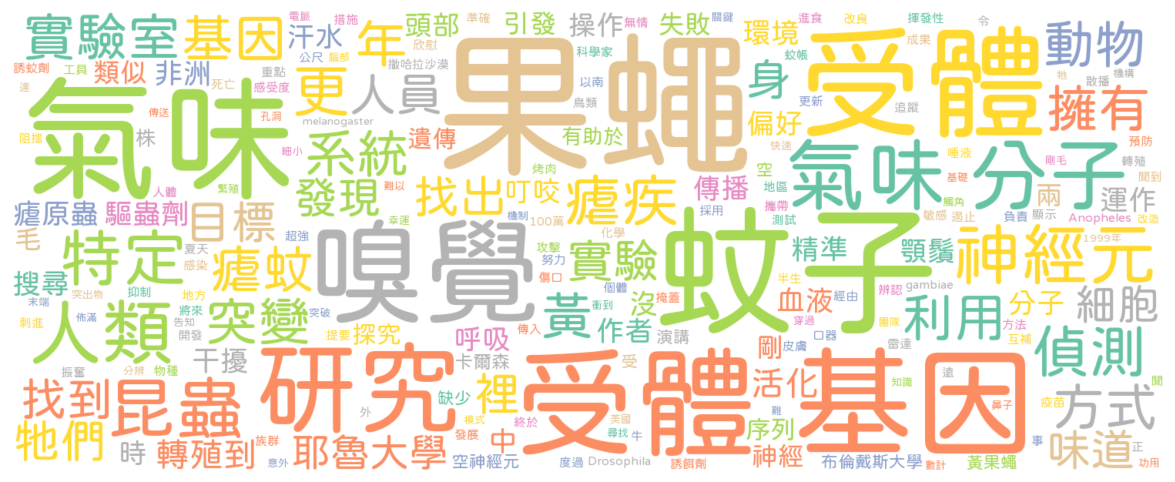 實驗室 基因 汗水 電脈 措施 頭部 引發 操作 無情 失敗 準確 環境 進食 改良 揮發性 關鍵 令
年 欣慰 公尺 腦部 科學家 成果 動物
誘蚊劑 工具 類似 非洲 重點 撒哈拉沙漠 果蠅 蚊帳 身 受體 牠 散播 機構
達 死亡 感受度 更 人員 以南 鳥類 更新 追蹤 擁有
氣味 傳送 孔洞 melanogaster 偏好 預防
阻擋 株 細小 系統 遺傳 有助於 快速 唾液 刷毛 轉殖
人體 繁殖 難以 發現 找出 叮咬 烤肉 瘧疾 傳播 空 地區 氣味分子 基礎 觸角 聞到
瘧原蟲 驅蟲劑 目標 幸運 機制 100萬 採用 攜帶 測試 兩 敏感 遏止 負責 顯示 運作 Anopheles 改造
毛 特定 夏天 超強 嗅覺 化學 蚊子 精準 顎鬚 神經元 1999年
搜尋 感染 瘧蚊 攻擊 努力 實驗 半生 辨認 gambiae
末端 突出物 抑制 傷口 個體 沒 掩蓋 血液 經由 分子 細胞
刺進 佈滿 地方 將來 突變 突破 黃 衝到 穿過 團隊 利用 方法
人類 告知 開發 提要 探究 呼吸 傳入 作者 演講 皮膚 口器 雷達 互補 偵測
振奮 分辨 物種 干擾 卡爾森 受 剛 知識 遠 聞
找到 昆蟲 外 研究 缺少 裡 受體基因 活化 鼻子 疫苗 方式
模式 終於 美國 難 序列 事 正
牠們 時 轉殖到 族群 耶魯大學 發展 中 尋找 牛 神經 味道
意外 空神經元 度過 Drosophila 誘餌劑 布倫戴斯大學 數計 黃果蠅 功用